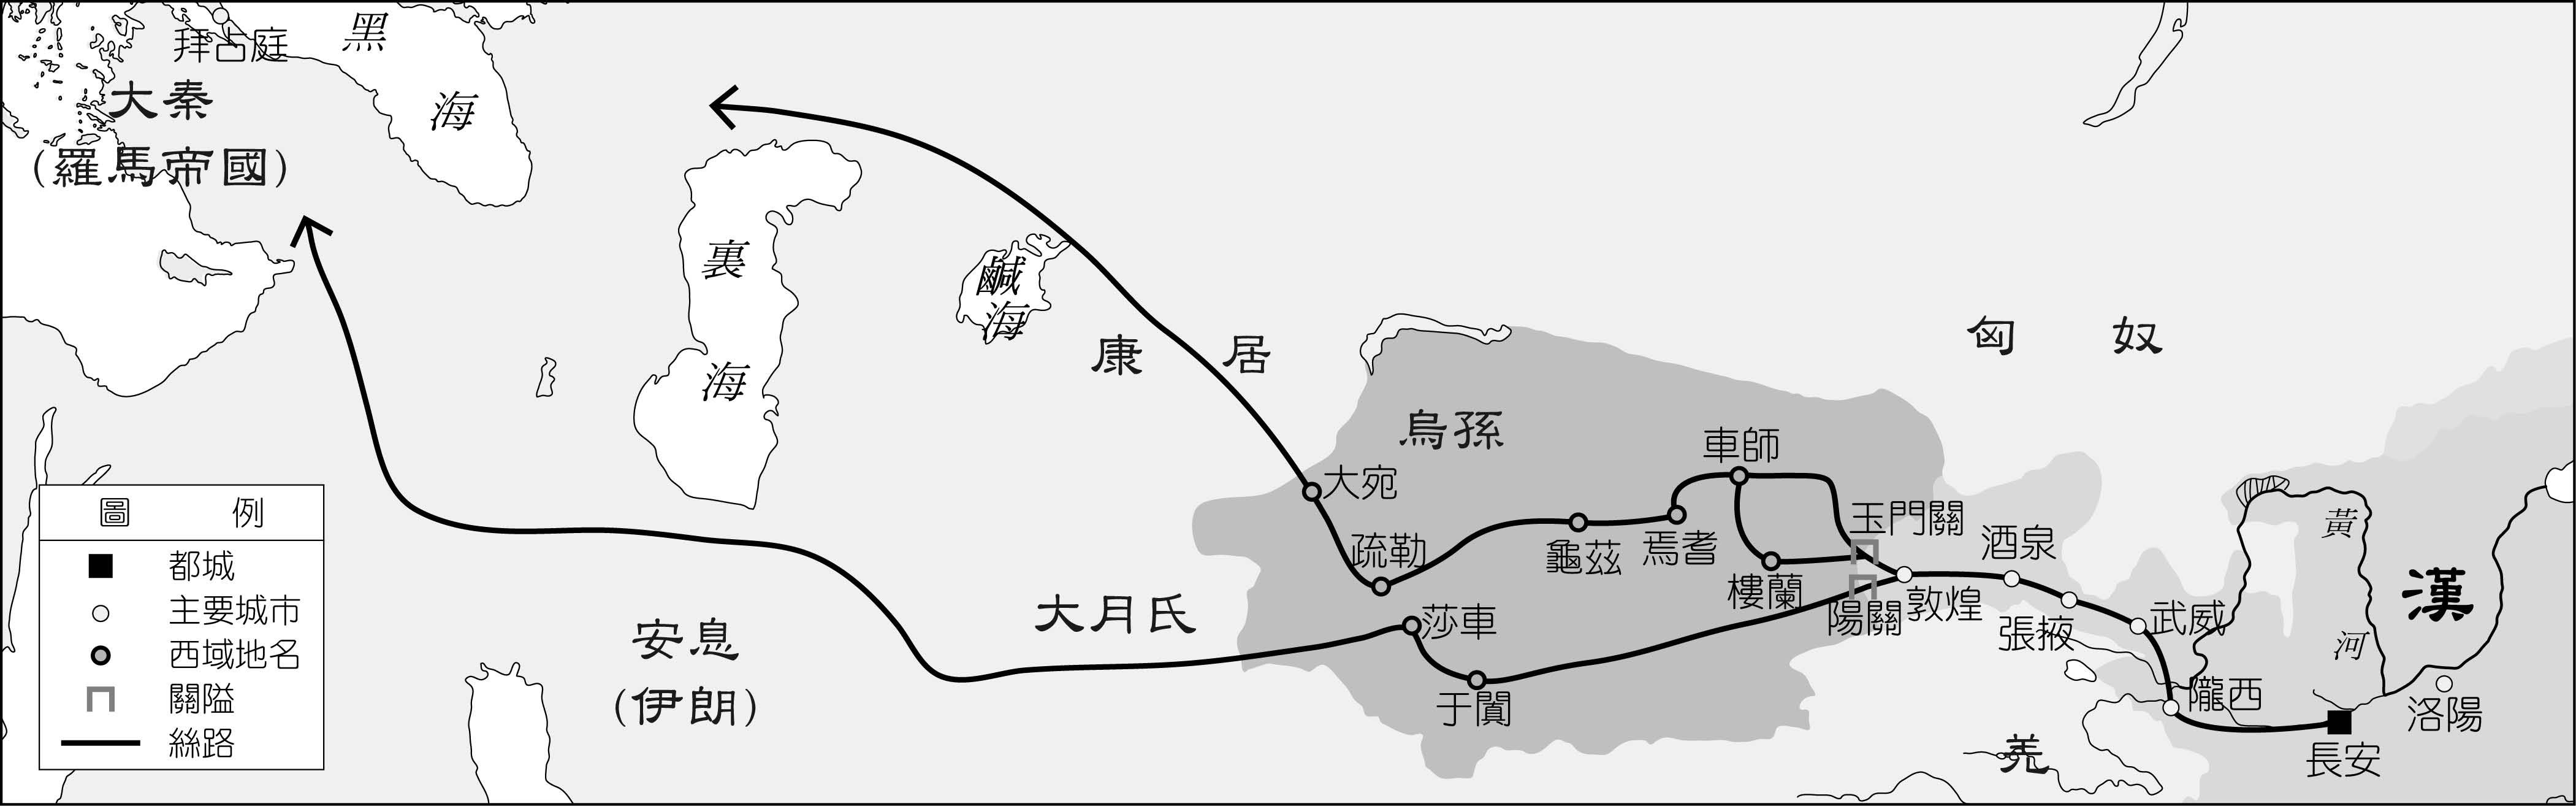 拜占庭
黑
海
大秦
(羅馬帝國)
裏
海
鹹
海
康居
匈奴
烏孫
車師
大宛
疏勒
龜茲
焉耆
樓蘭
玉門關
陽關
敦煌
酒泉
張掖
武威
隴西
黃
河
漢
洛陽
長安
羌
莎車
于闐
大月氏
安息
(伊朗)
圖例
都城
主要城市
西域地名
關隘
絲路